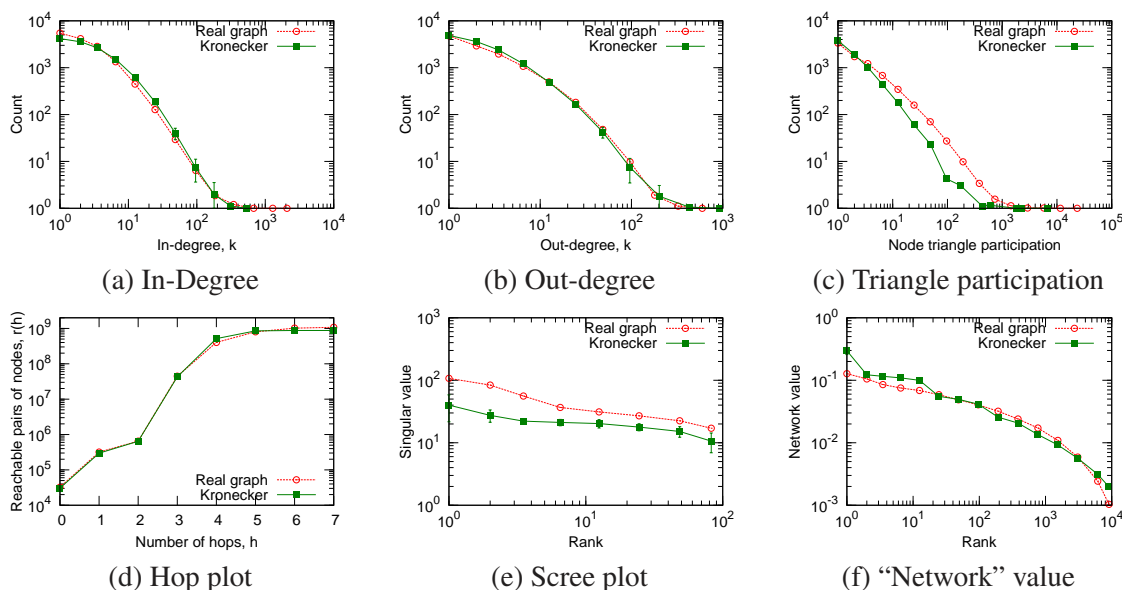 Real graph
Kronecker
Count
10^0 10^1 10^2 10^3 10^4 10^5
10^0 10^1 10^2 10^3 10^4
In-degree, k
(a) In-Degree
Real graph
Kronecker
Count
10^0 10^1 10^2 10^3 10^4 10^5
10^0 10^1 10^2 10^3
Out-degree, k
(b) Out-degree
Real graph
Kronecker
Count
10^0 10^1 10^2 10^3 10^4 10^5
10^0 10^1 10^2 10^3 10^4 10^5
Node triangle participation
(c) Triangle participation
Reachable pairs of nodes, r(h)
10^4 10^5 10^6 10^7 10^8 10^9
Real graph
Kronecker
0 1 2 3 4 5 6 7
Number of hops, h
(d) Hop plot
Real graph
Kronecker
Singular value
10^0 10^1 10^2 10^3
10^0 10^1 10^2
Rank
(e) Scree plot
Real graph
Kronecker
Network value
10^-3 10^-2 10^-1 10^0
10^0 10^1 10^2 10^3 10^4
Rank
(f) “Network” value